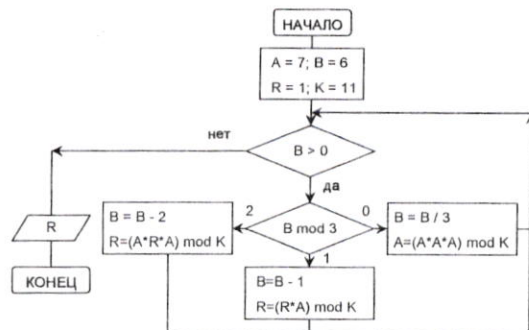 НАЧАЛО
A = 7; B = 6
R = 1; K = 11
нет
B > 0
да
2
0
B = B - 2
R=(A*R*A) mod K
B mod 3
B = B / 3
A=(A*A*A) mod K
R
1
КОНЕЦ
B=B - 1
R=(R*A) mod K